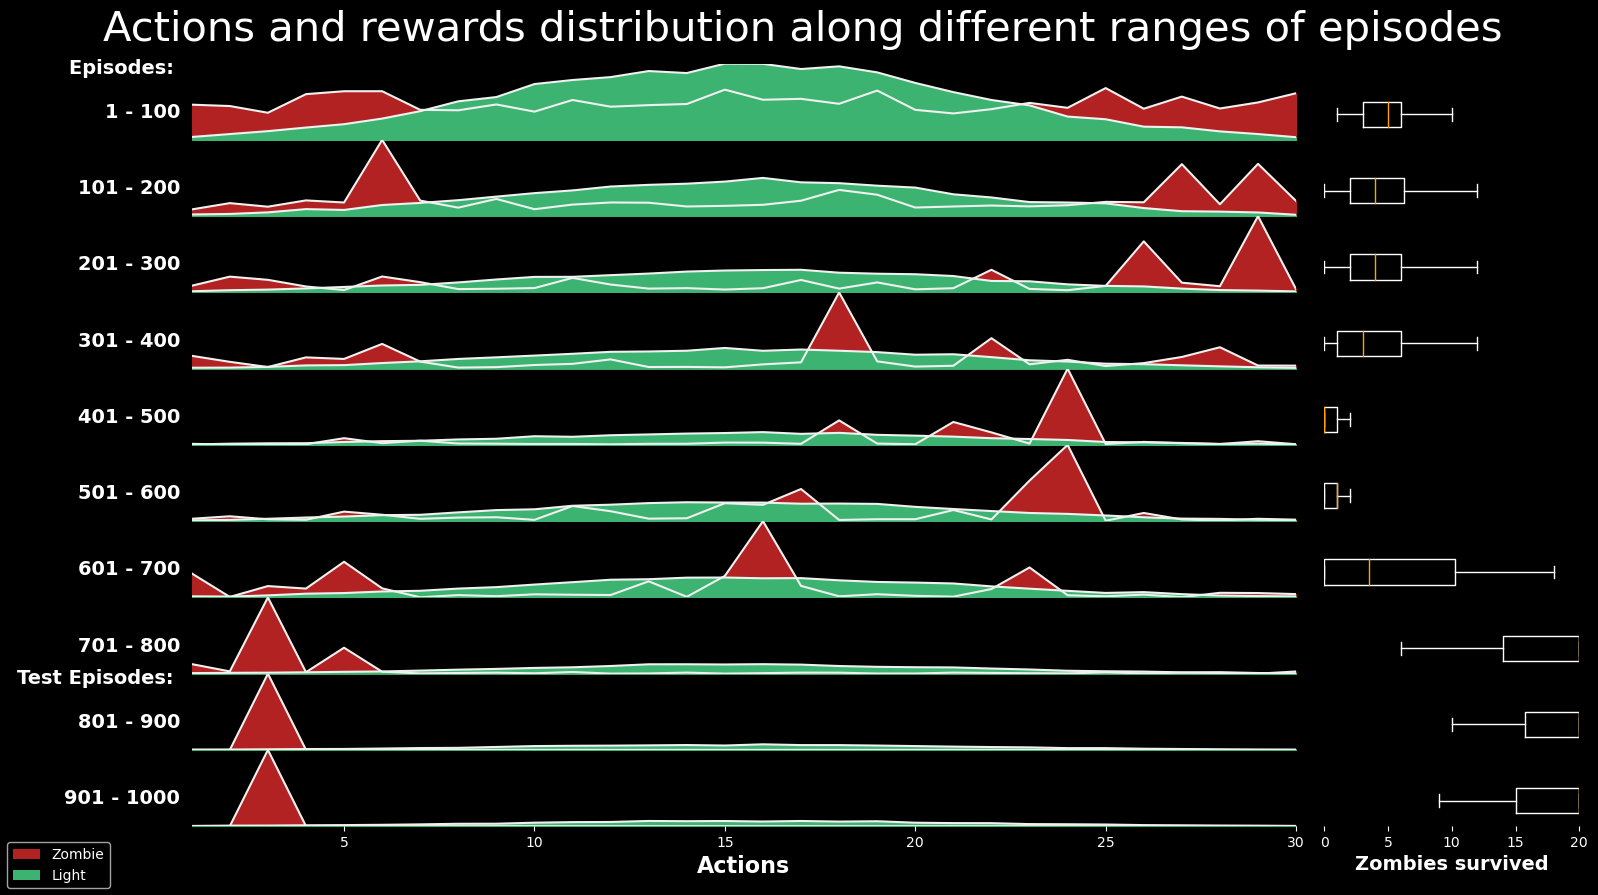 Actions and rewards distribution along different ranges of episodes
Episodes:
1 - 100
101 - 200
201 - 300
301 - 400
401 - 500
501 - 600
601 - 700
701 - 800
Test Episodes:
801 - 900
901 - 1000
5 10 15 20 25 30
0 5 10 15 20
Actions
Zombies survived
Zombie
Light